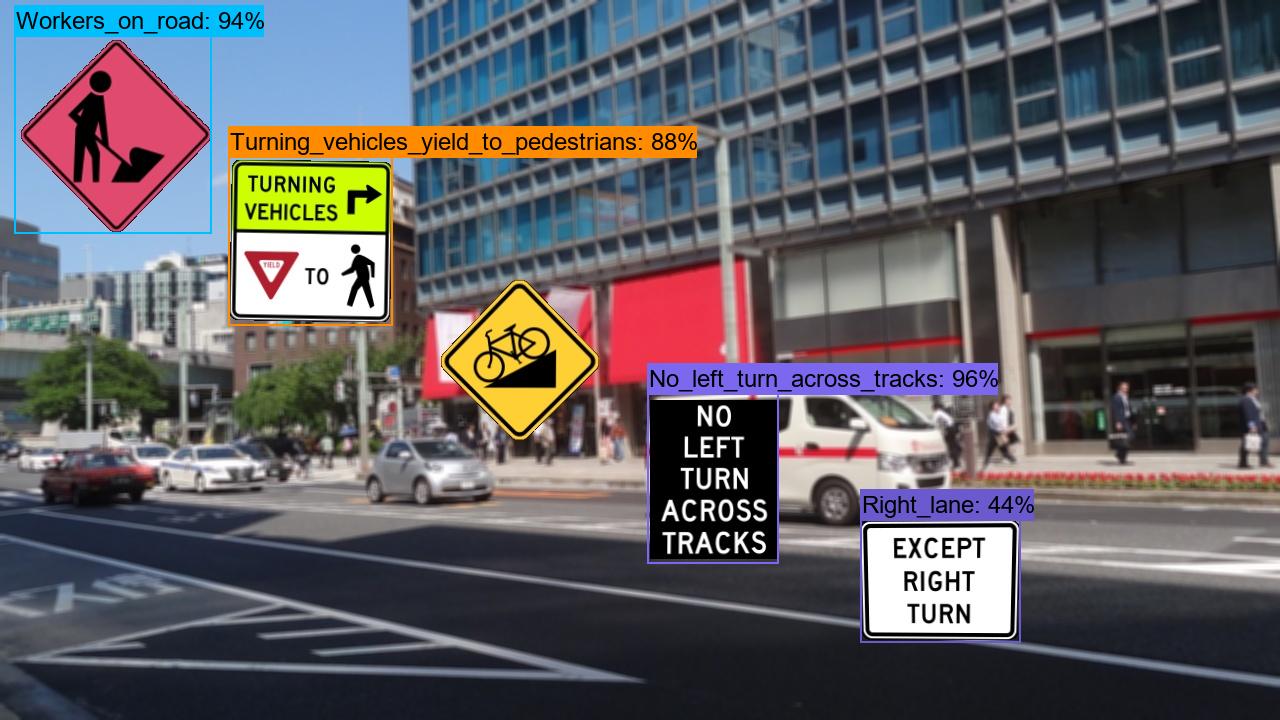 Workers_on_road: 94%
Turning_vehicles_yield_to_pedestrians: 88%
TURNING
VEHICLES
YIELD
TO
No_left_turn_across_tracks: 96%
NO
LEFT
TURN
ACROSS
TRACKS
Right_lane: 44%
EXCEPT
RIGHT
TURN